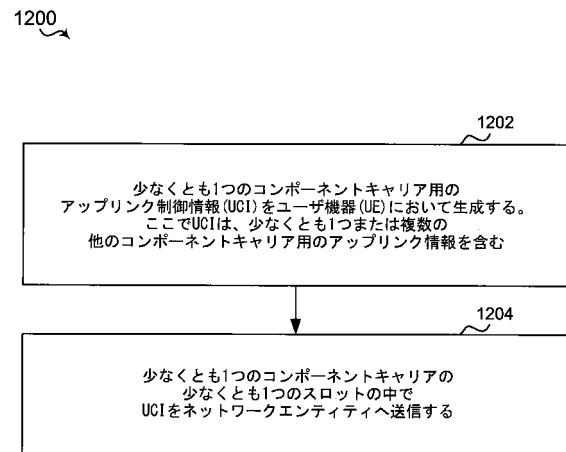 1200
1202
少なくとも1つのコンポーネントキャリア用の
アップリンク制御情報(UCI)をユーザ機器(UE)において生成する。
ここでUCIは、少なくとも1つまたは複数の
他のコンポーネントキャリア用のアップリンク情報を含む
1204
少なくとも1つのコンポーネントキャリアの
少なくとも1つのスロットの中で
UCIをネットワークエンティティへ送信する